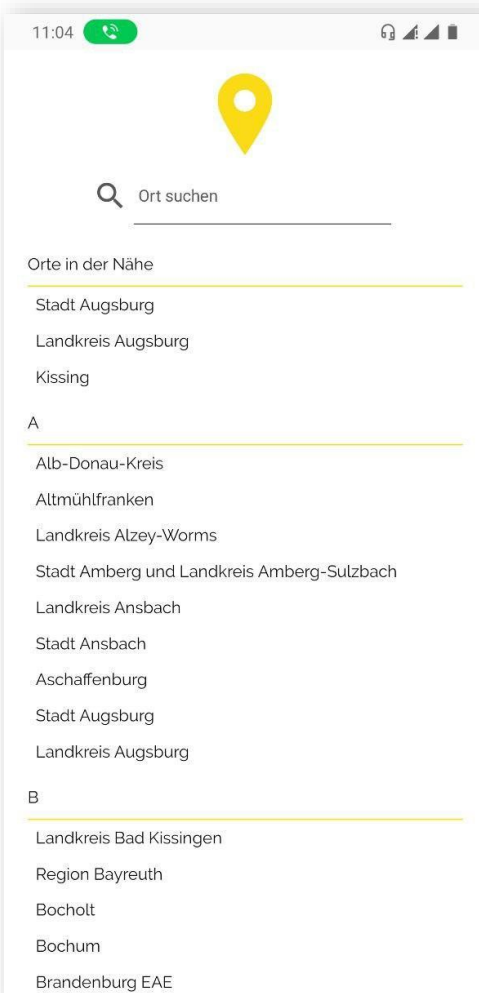 11:04
Ort suchen
Orte in der Nähe
Stadt Augsburg
Landkreis Augsburg
Kissing
A
Alb-Donau-Kreis
Altmühlfranken
Landkreis Alzey-Worms
Stadt Amberg und Landkreis Amberg-Sulzbach
Landkreis Ansbach
Stadt Ansbach
Aschaffenburg
Stadt Augsburg
Landkreis Augsburg
B
Landkreis Bad Kissingen
Region Bayreuth
Bocholt
Bochum
Brandenburg EAE